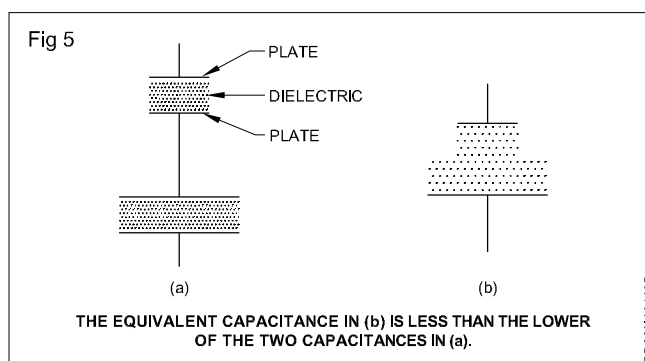 Fig 5
PLATE
DIELECTRIC
PLATE
(a)
(b)
THE EQUIVALENT CAPACITANCE IN (b) IS LESS THAN THE LOWER
OF THE TWO CAPACITANCES IN (a).